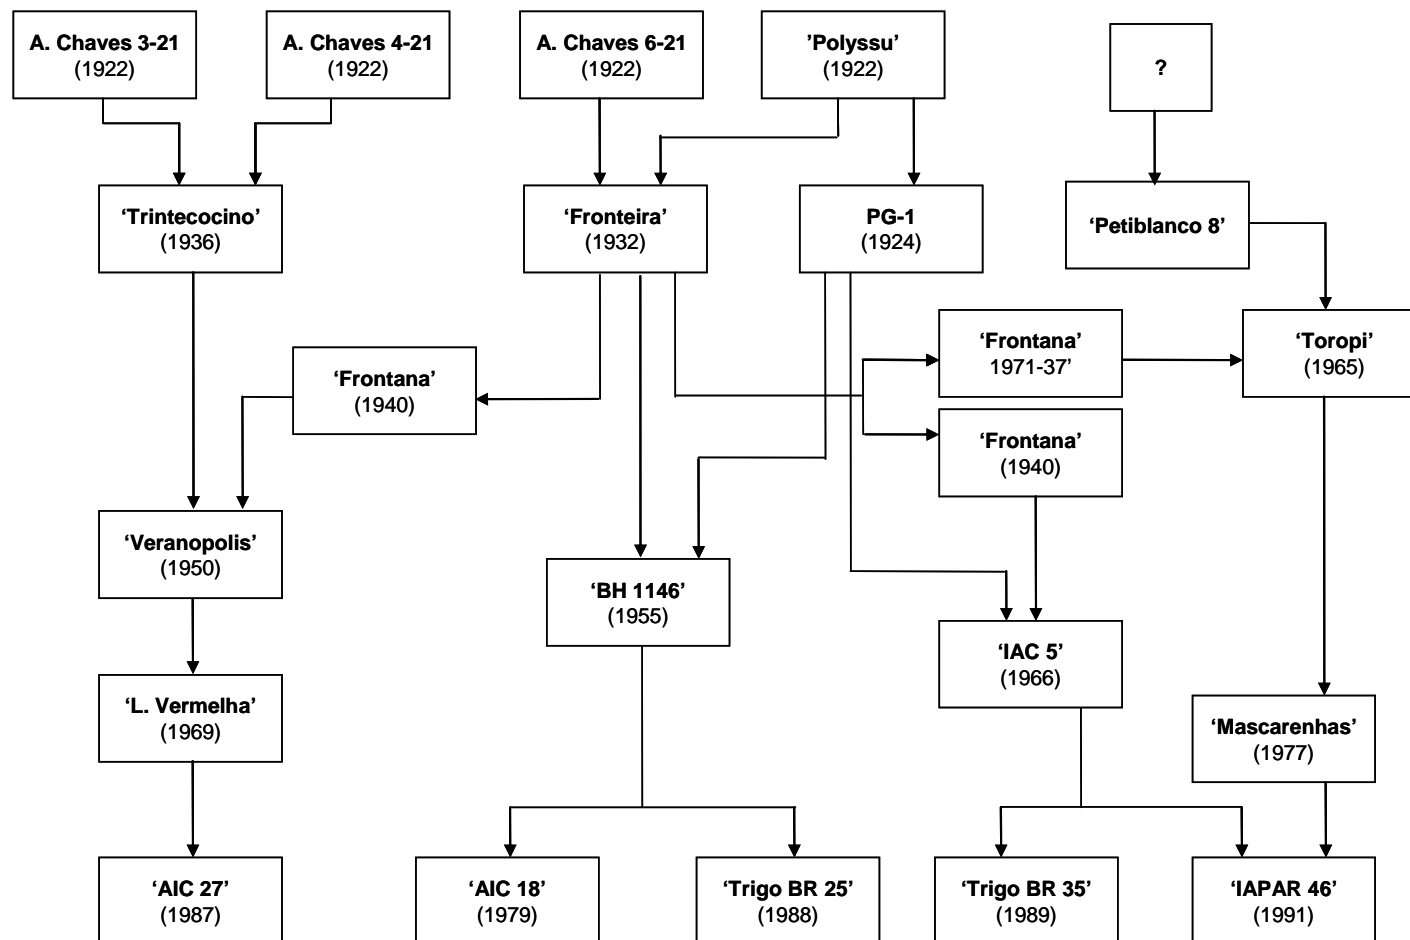 A. Chaves 3-21
(1922)
A. Chaves 4-21
(1922)
A. Chaves 6-21
(1922)
’Polyssu’
(1922)
?
‘Trintecocino’
(1936)
‘Fronteira’
(1932)
PG-1
(1924)
‘Petiblanco 8’
‘Frontana’
(1940)
‘Frontana’
1971-37’
‘Toropi’
(1965)
‘Frontana’
(1940)
‘Veranopolis’
(1950)
‘BH 1146’
(1955)
‘IAC 5’
(1966)
‘L. Vermelha’
(1969)
‘Mascarenhas’
(1977)
‘AIC 27’
(1987)
‘AIC 18’
(1979)
‘Trigo BR 25’
(1988)
‘Trigo BR 35’
(1989)
‘IAPAR 46’
(1991)